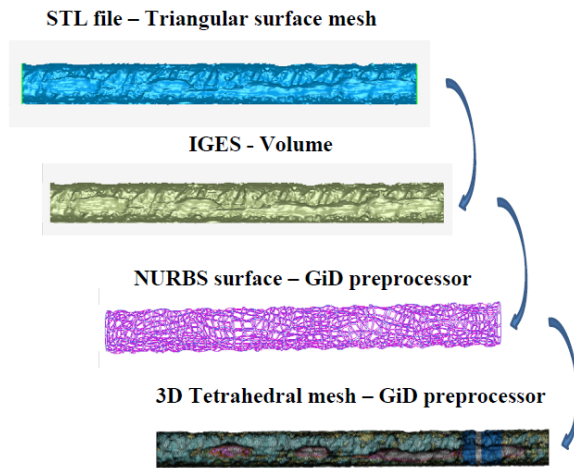 STL file – Triangular surface mesh
IGES - Volume
NURBS surface – GiD preprocessor
3D Tetrahedral mesh – GiD preprocessor